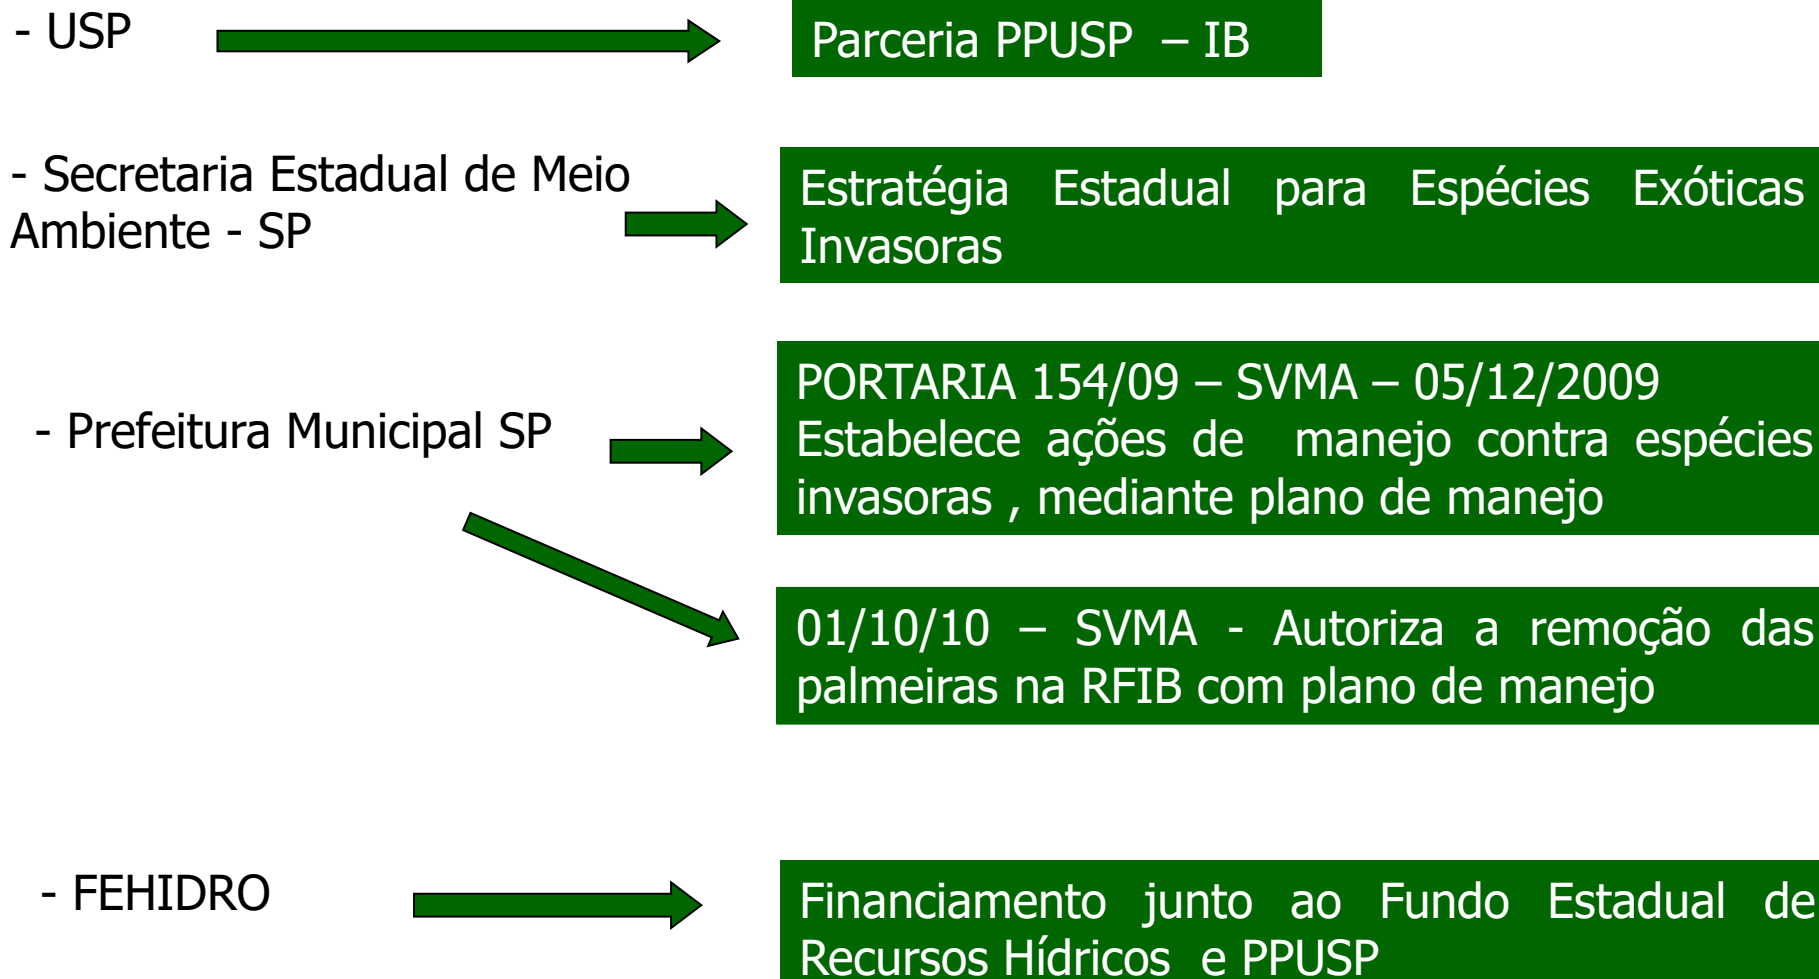 - USP
Parceria PPUSP – IB
- Secretaria Estadual de Meio
Ambiente - SP
Estratégia Estadual para Espécies Exóticas
Invasoras
- Prefeitura Municipal SP
PORTARIA 154/09 – SVMA – 05/12/2009
Estabelece ações de manejo contra espécies
invasoras , mediante plano de manejo
01/10/10 – SVMA - Autoriza a remoção das
palmeiras na RFIB com plano de manejo
- FEHIDRO
Financiamento junto ao Fundo Estadual de
Recursos Hídricos e PPUSP